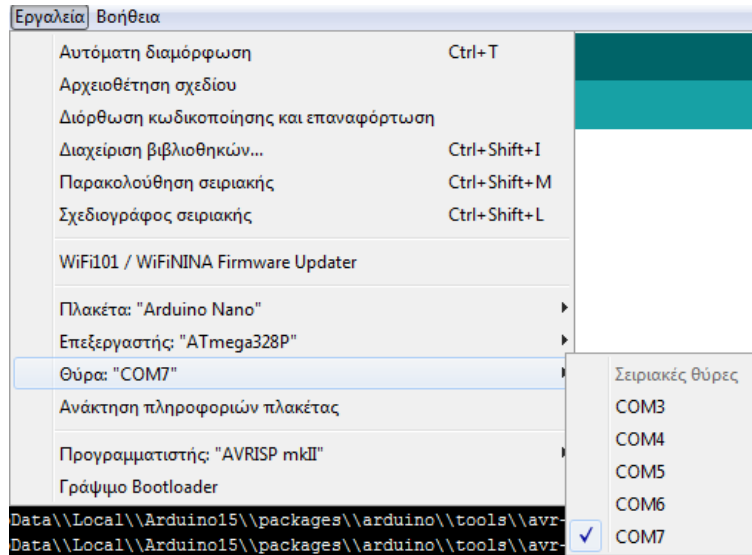 Εργαλεία Βοήθεια
Αυτόματη διαμόρφωση Ctrl+T
Αρχειοθέτηση σχεδίου
Διόρθωση κωδικοποίησης και επαναφόρτωση
Διαχείριση βιβλιοθηκών... Ctrl+Shift+I
Παρακολούθηση σειριακής Ctrl+Shift+M
Σχεδιογράφος σειριακής Ctrl+Shift+L
WiFi101 / WiFiNINA Firmware Updater
Πλακέτα: "Arduino Nano"
Επεξεργαστής: "ATmega328P"
Θύρα: "COM7"
Ανάκτηση πληροφοριών πλακέτας
Προγραμματιστής: "AVRISP mkII"
Γράψιμο Bootloader
Σειριακές θύρες
COM3
COM4
COM5
COM6
COM7
Data\\Local\\Arduino15\\packages\\arduino\\tools\\avr-
Data\\Local\\Arduino15\\packages\\arduino\\tools\\avr-